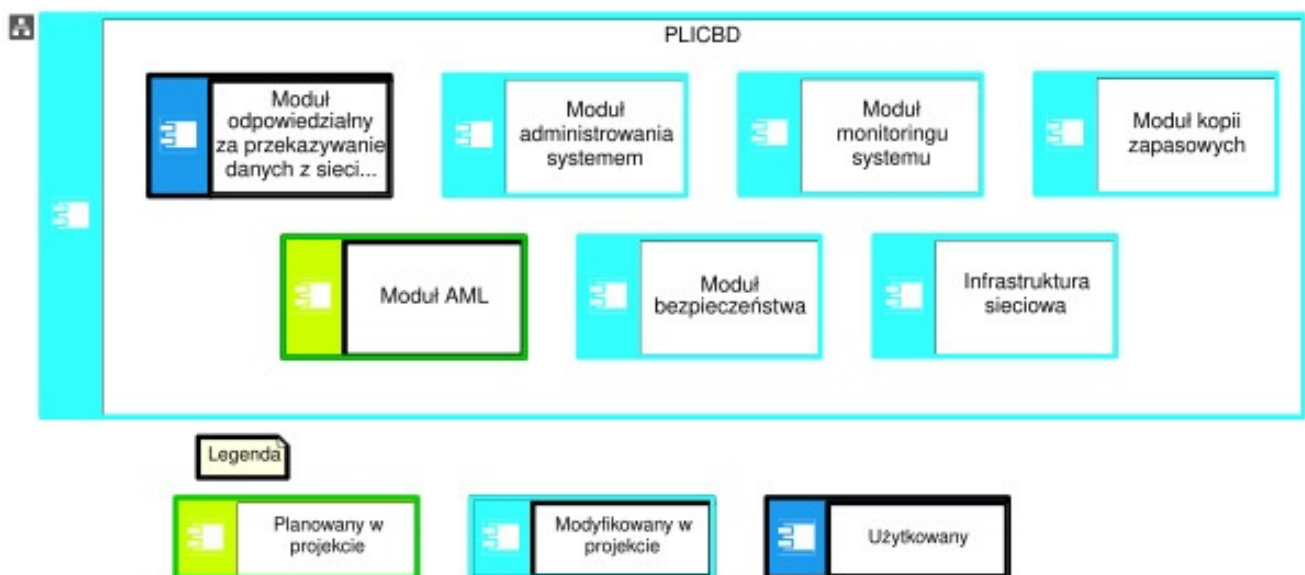 PLICBD
Moduł
odpowiedzialny
za przekazywanie
danych z sieci...
Moduł
administrowania
systemem
Moduł
monitoringu
systemu
Moduł kopii
zapasowych
Moduł AML
Moduł
bezpieczeństwa
Infrastruktura
sieciowa
Legenda
Planowany w
projekcie
Modyfikowany w
projekcie
Użytkowany